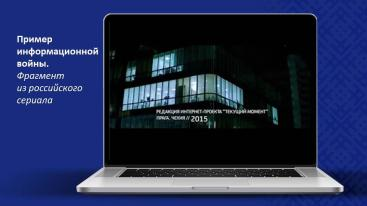 Пример
информационной
войны.
Фрагмент
из российского
сериала
РЕДАКЦИЯ ИНТЕРНЕТ-ПРОЕКТА "ТЕКУЩИЙ МОМЕНТ"
ПРАГА, ЧЕХИЯ // 2015